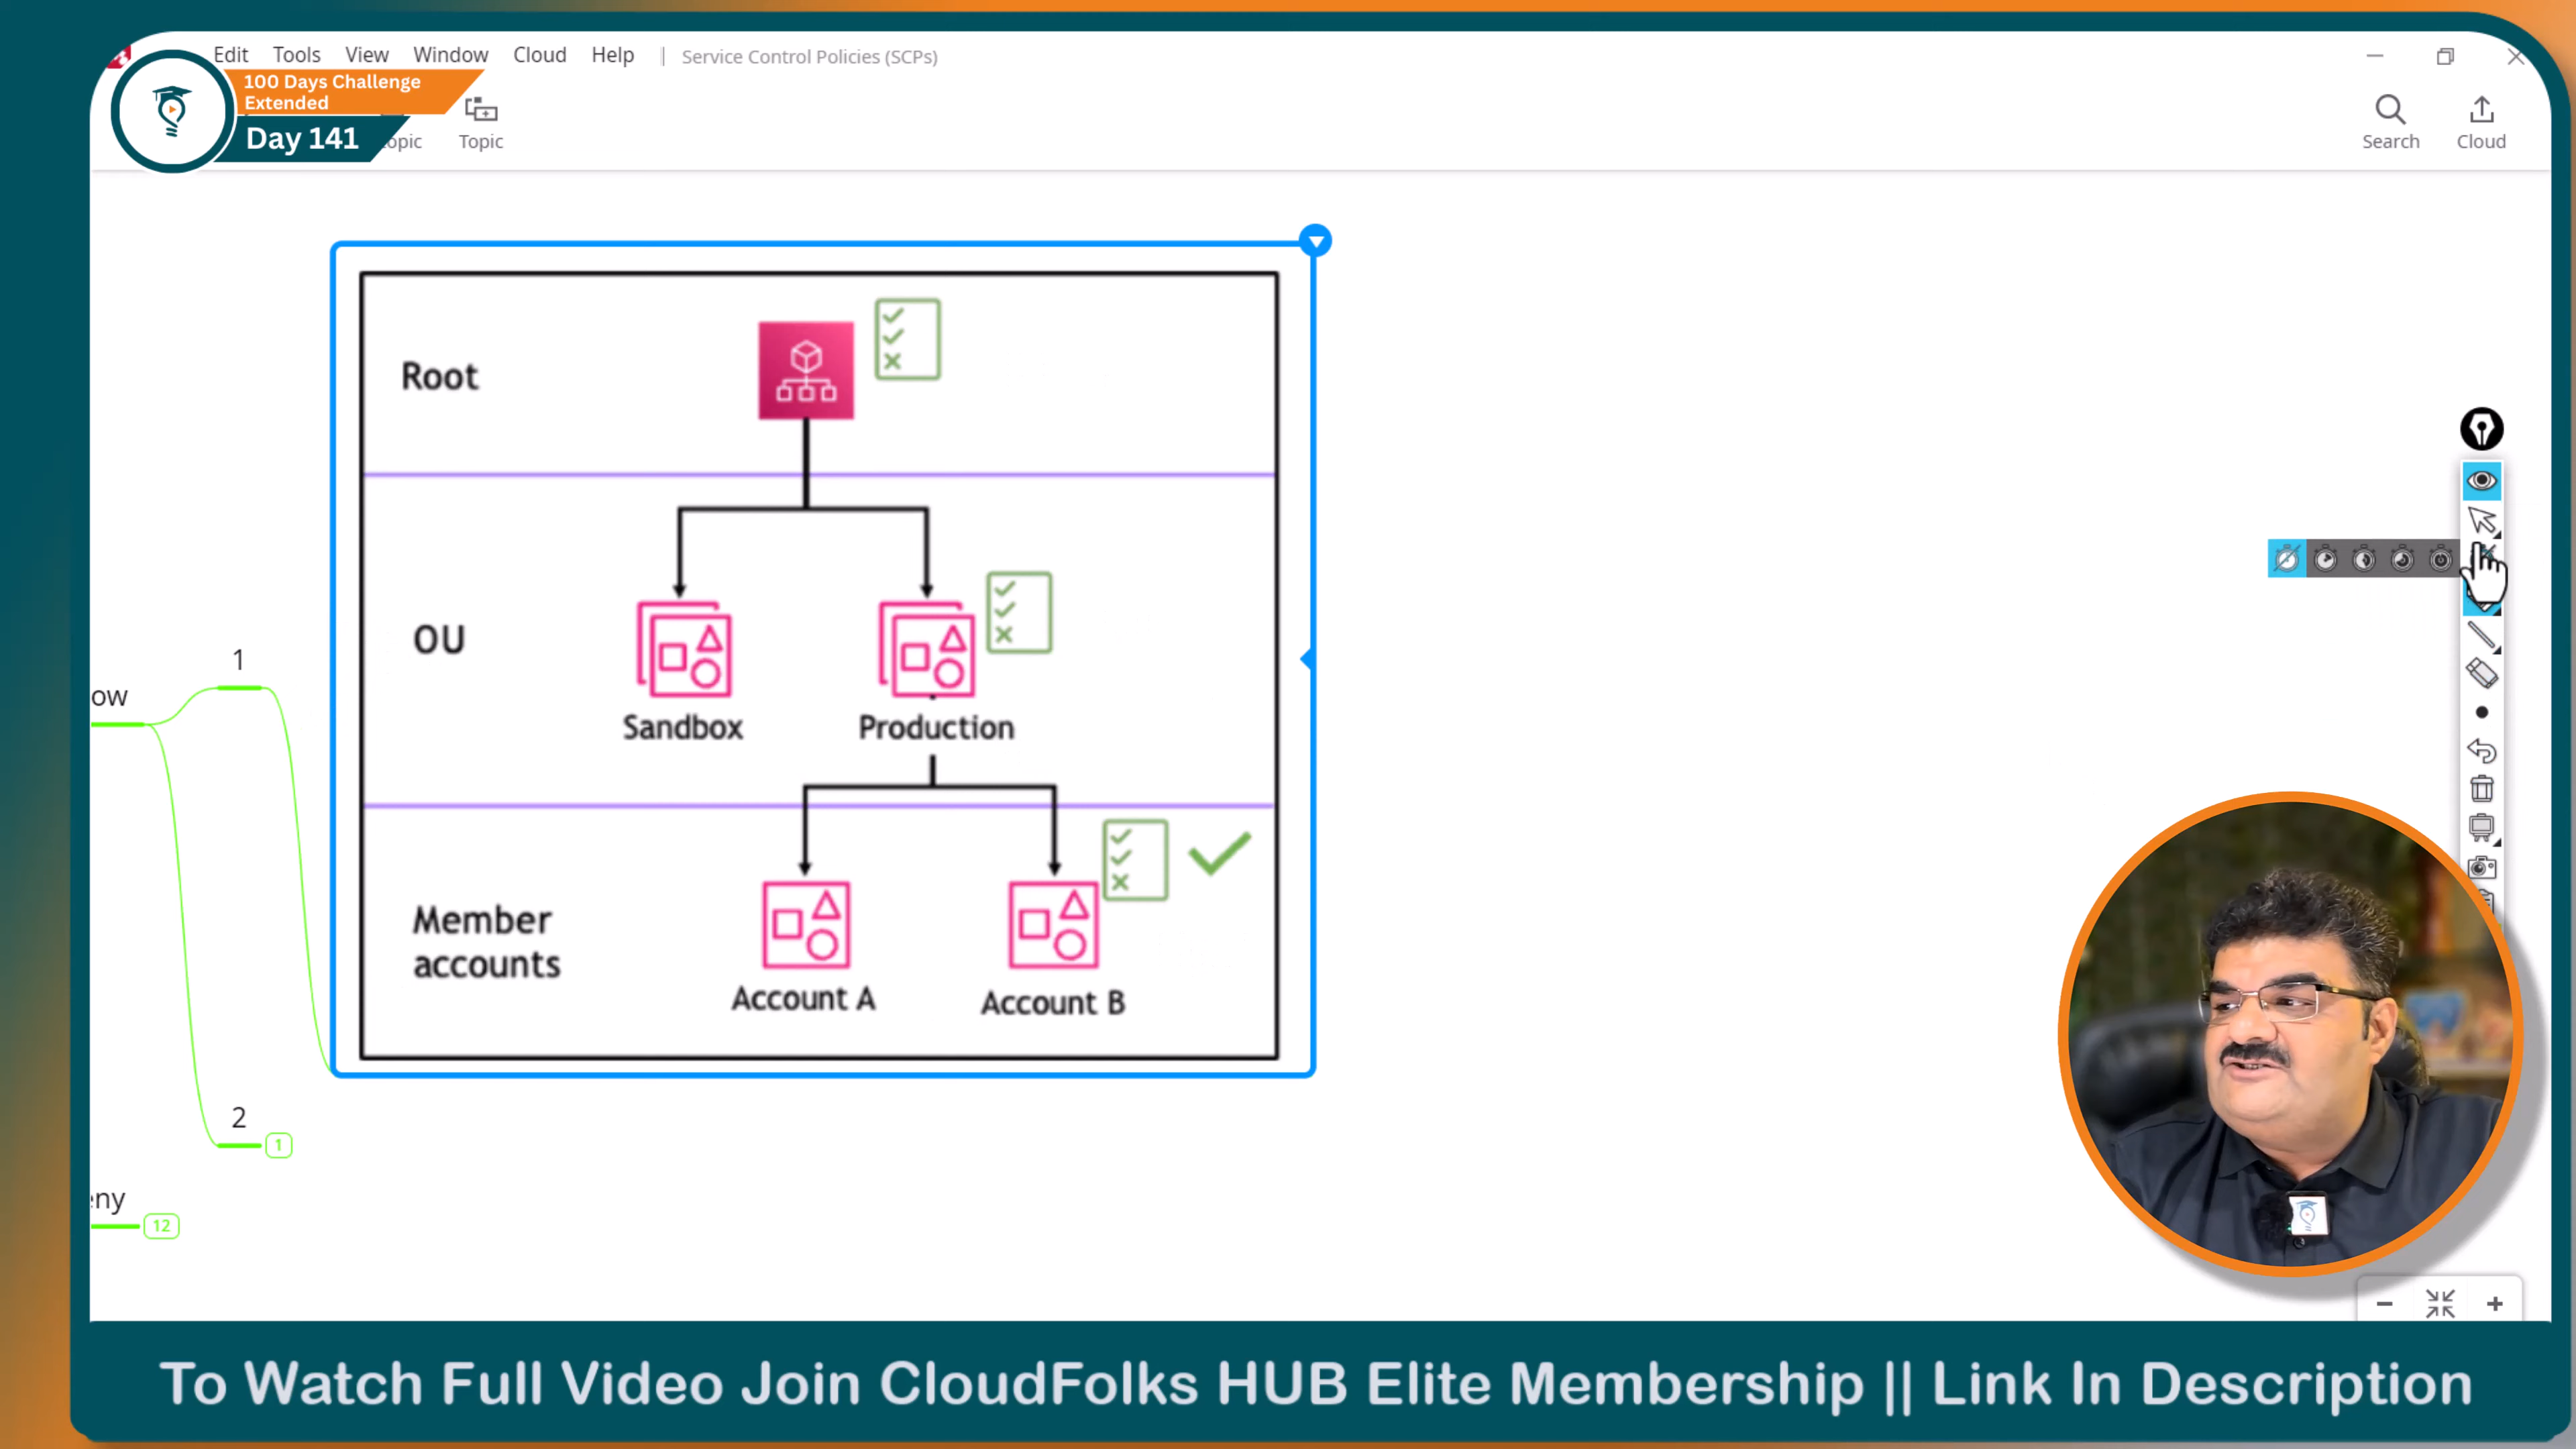 Edit Tools View Window Cloud Help | Service Control Policies (SCPs)
100 Days Challenge
Extended
Day 141
opic
Topic
Search
Cloud
Root
OU
Sandbox
Production
Member
accounts
Account A
Account B
ow
1
2
1
eny
12
To Watch Full Video Join CloudFolks HUB Elite Membership || Link In Description